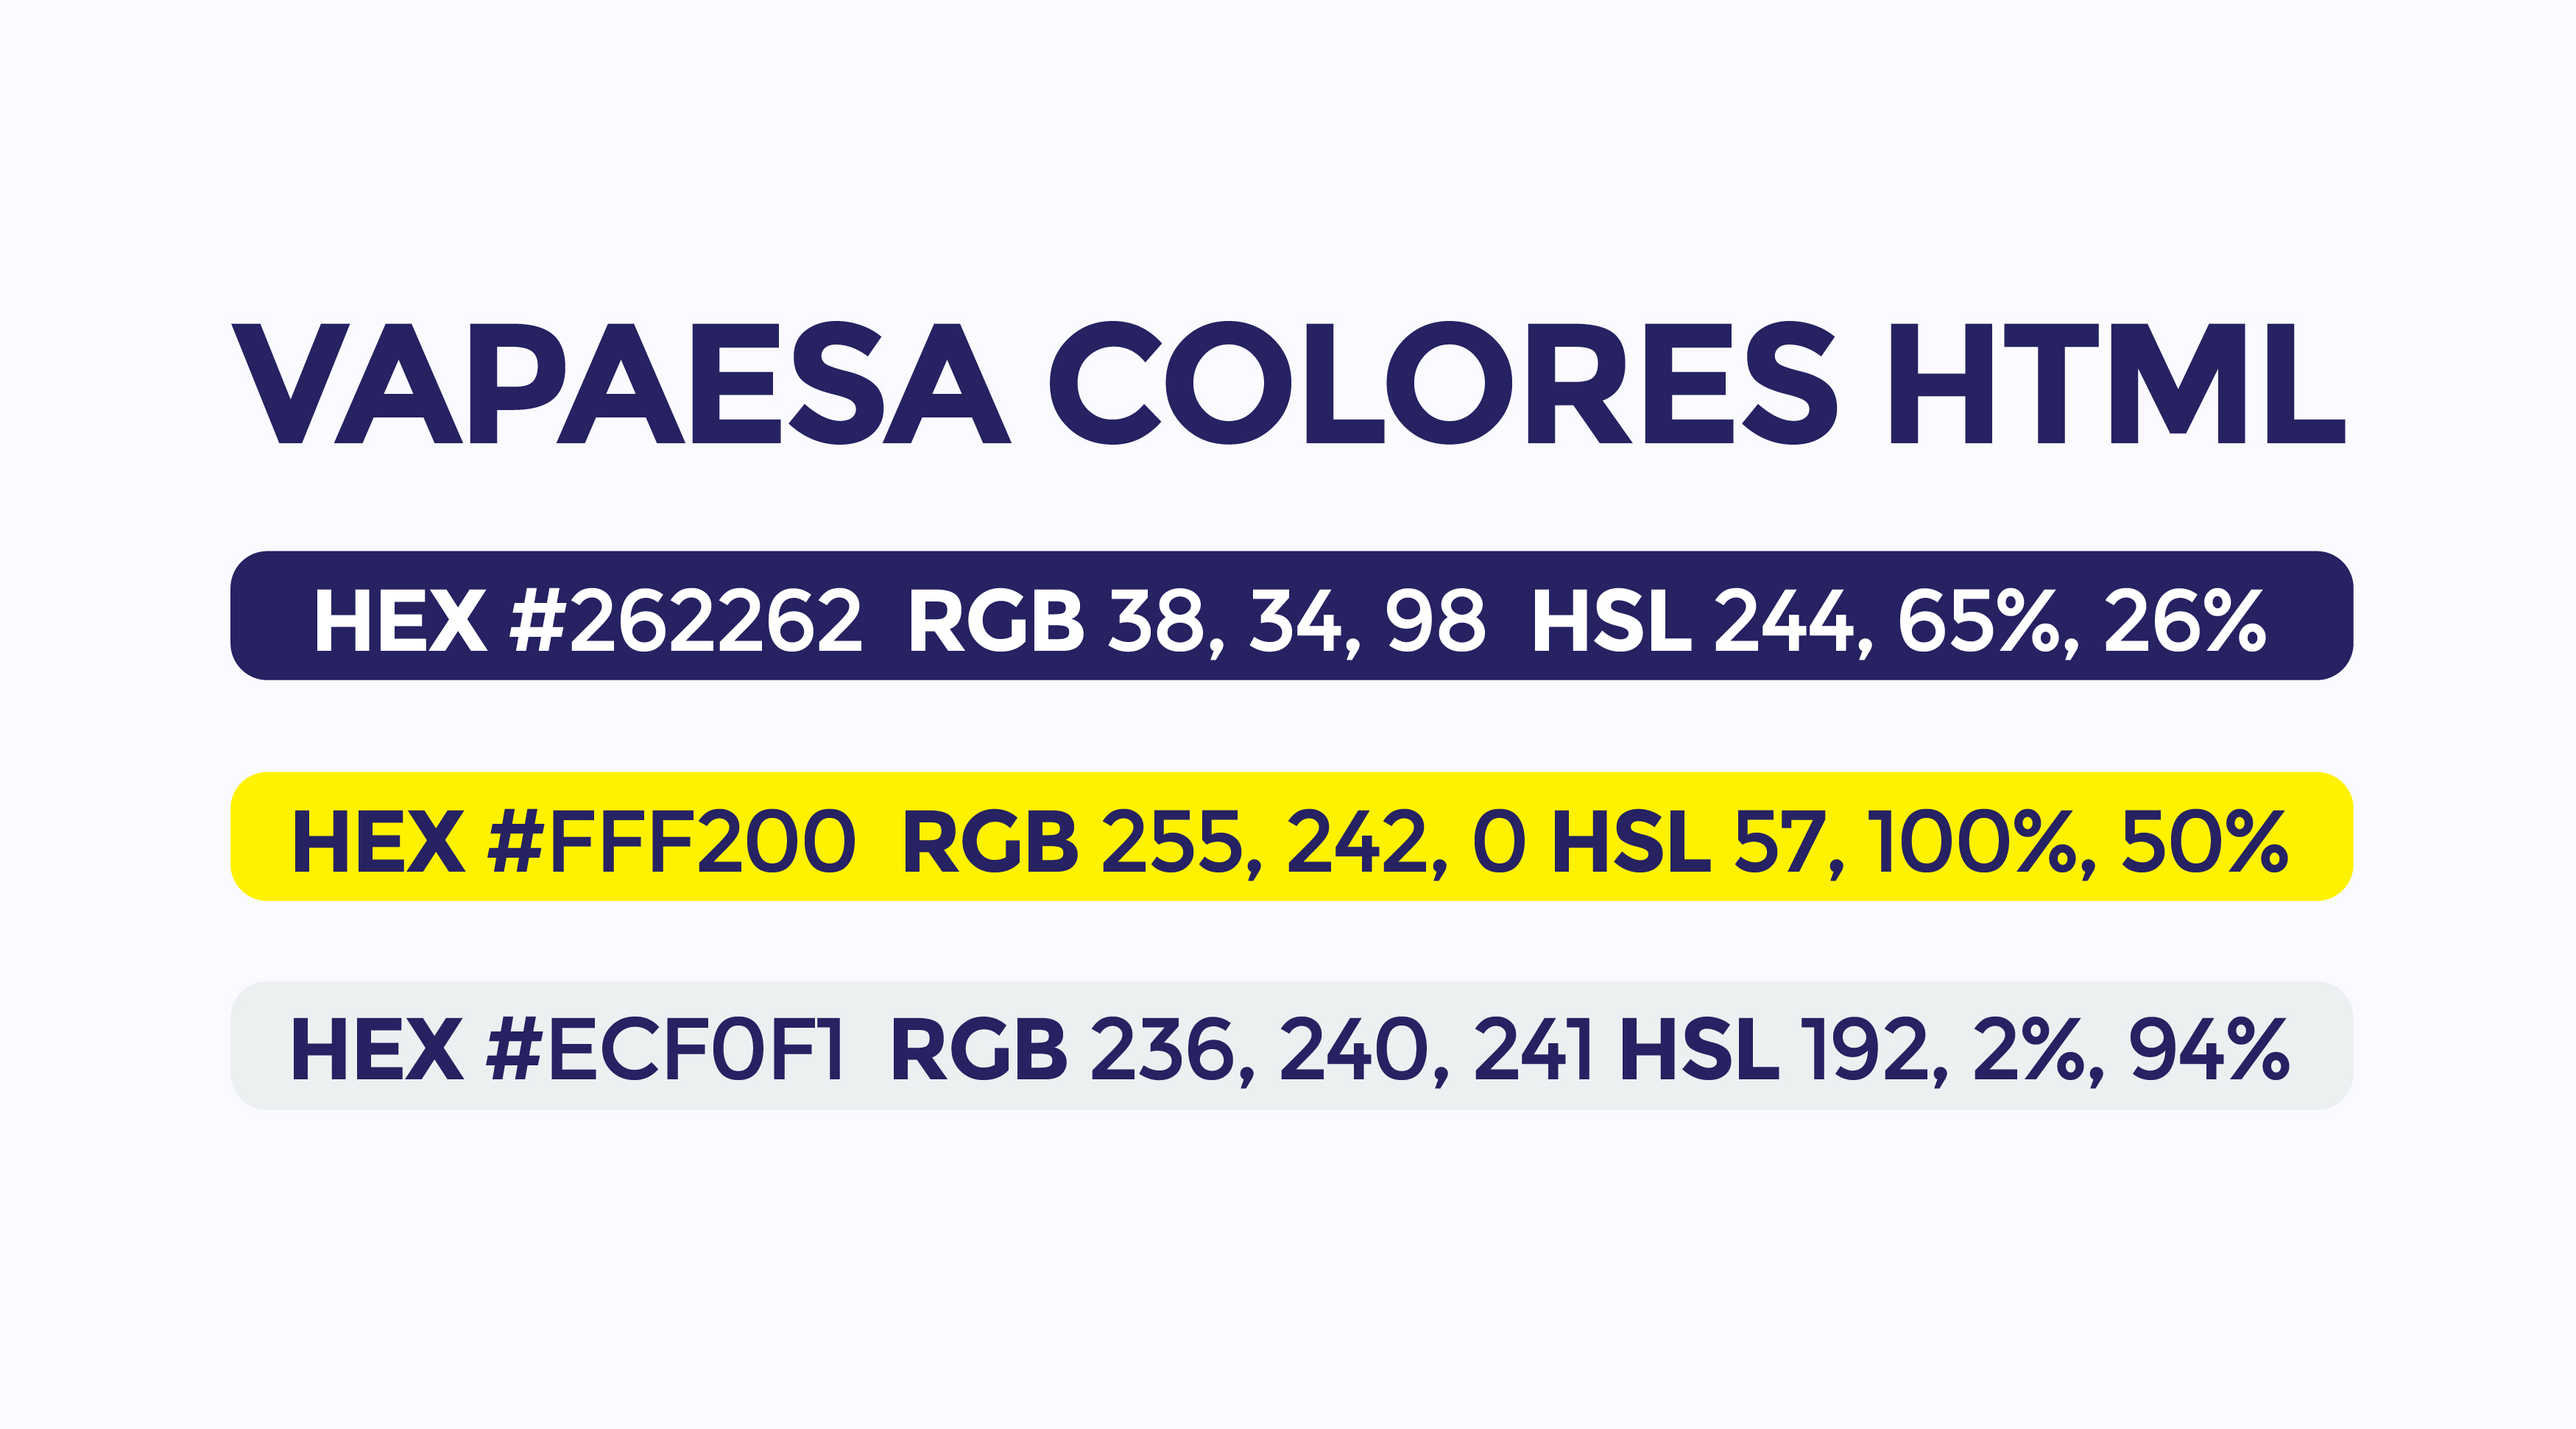 VAPAESA COLORES HTML
HEX #262262 RGB 38, 34, 98 HSL 244, 65%, 26%
HEX #FFF200 RGB 255, 242, 0 HSL 57, 100%, 50%
HEX #ECF0F1 RGB 236, 240, 241 HSL 192, 2%, 94%